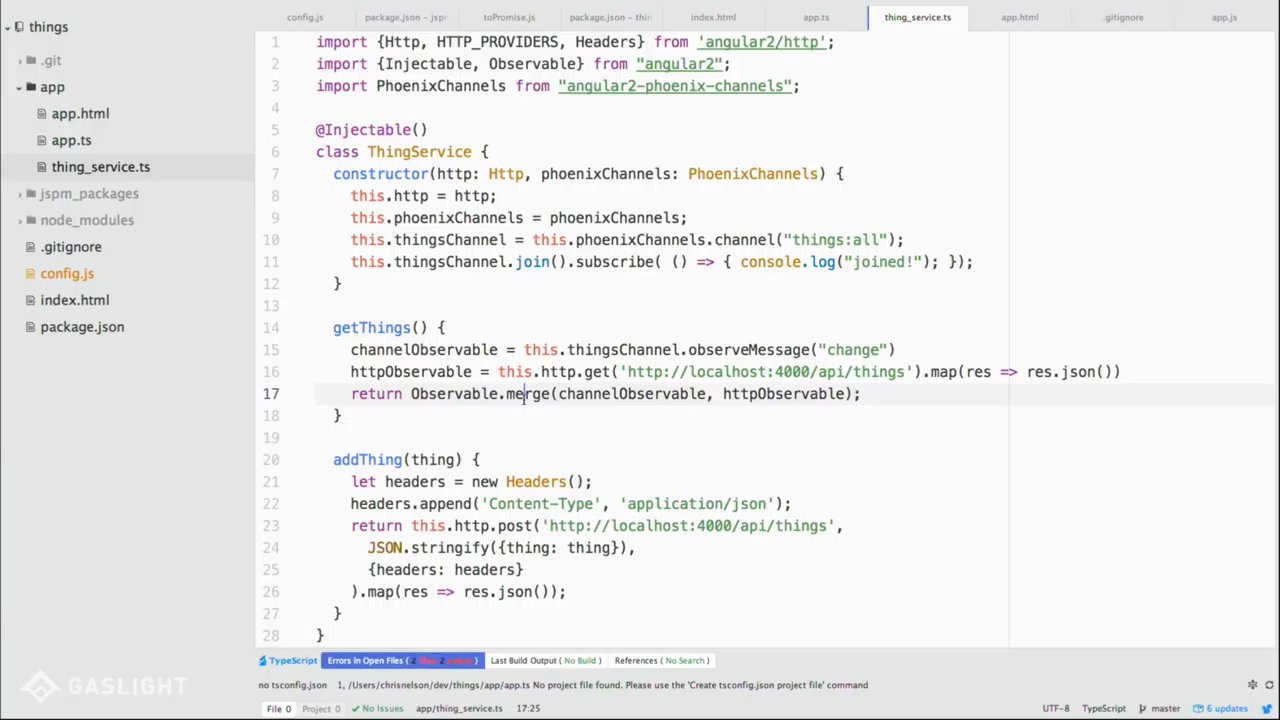 config.js
package.json - jspr
toPromise.js
package.json - thin
index.html
app.ts
thing_service.ts
app.html
.gitignore
app.js
things
.git
app
app.html
app.ts
thing_service.ts
jspm_packages
node_modules
.gitignore
config.js
index.html
package.json
1 import {Http, HTTP_PROVIDERS, Headers} from 'angular2/http';
2 import {Injectable, Observable} from "angular2";
3 import PhoenixChannels from "angular2-phoenix-channels";
4
5 @Injectable()
6 class ThingService {
7 constructor(http: Http, phoenixChannels: PhoenixChannels) {
8 this.http = http;
9 this.phoenixChannels = phoenixChannels;
10 this.thingsChannel = this.phoenixChannels.channel("things:all");
11 this.thingsChannel.join().subscribe( () => { console.log("joined!"); });
12 }
13
14 getThings() {
15 channelObservable = this.thingsChannel.observeMessage("change")
16 httpObservable = this.http.get('http://localhost:4000/api/things').map(res => res.json())
17 return Observable.merge(channelObservable, httpObservable);
18 }
19
20 addThing(thing) {
21 let headers = new Headers();
22 headers.append('Content-Type', 'application/json');
23 return this.http.post('http://localhost:4000/api/things',
24 JSON.stringify({thing: thing}),
25 {headers: headers}
26 ).map(res => res.json());
27 }
28 }
TypeScript
Errors In Open Files (
)
Last Build Output ( No Build )
References ( No Search )
no tsconfig.json 1, /Users/chrisnelson/dev/things/app/app.ts No project file found. Please use the 'Create tsconfig.json project file' command
GASLIGHT
File 0 Project 0 No Issues app/thing_service.ts 17:25
UTF-8 TypeScript master 6 updates